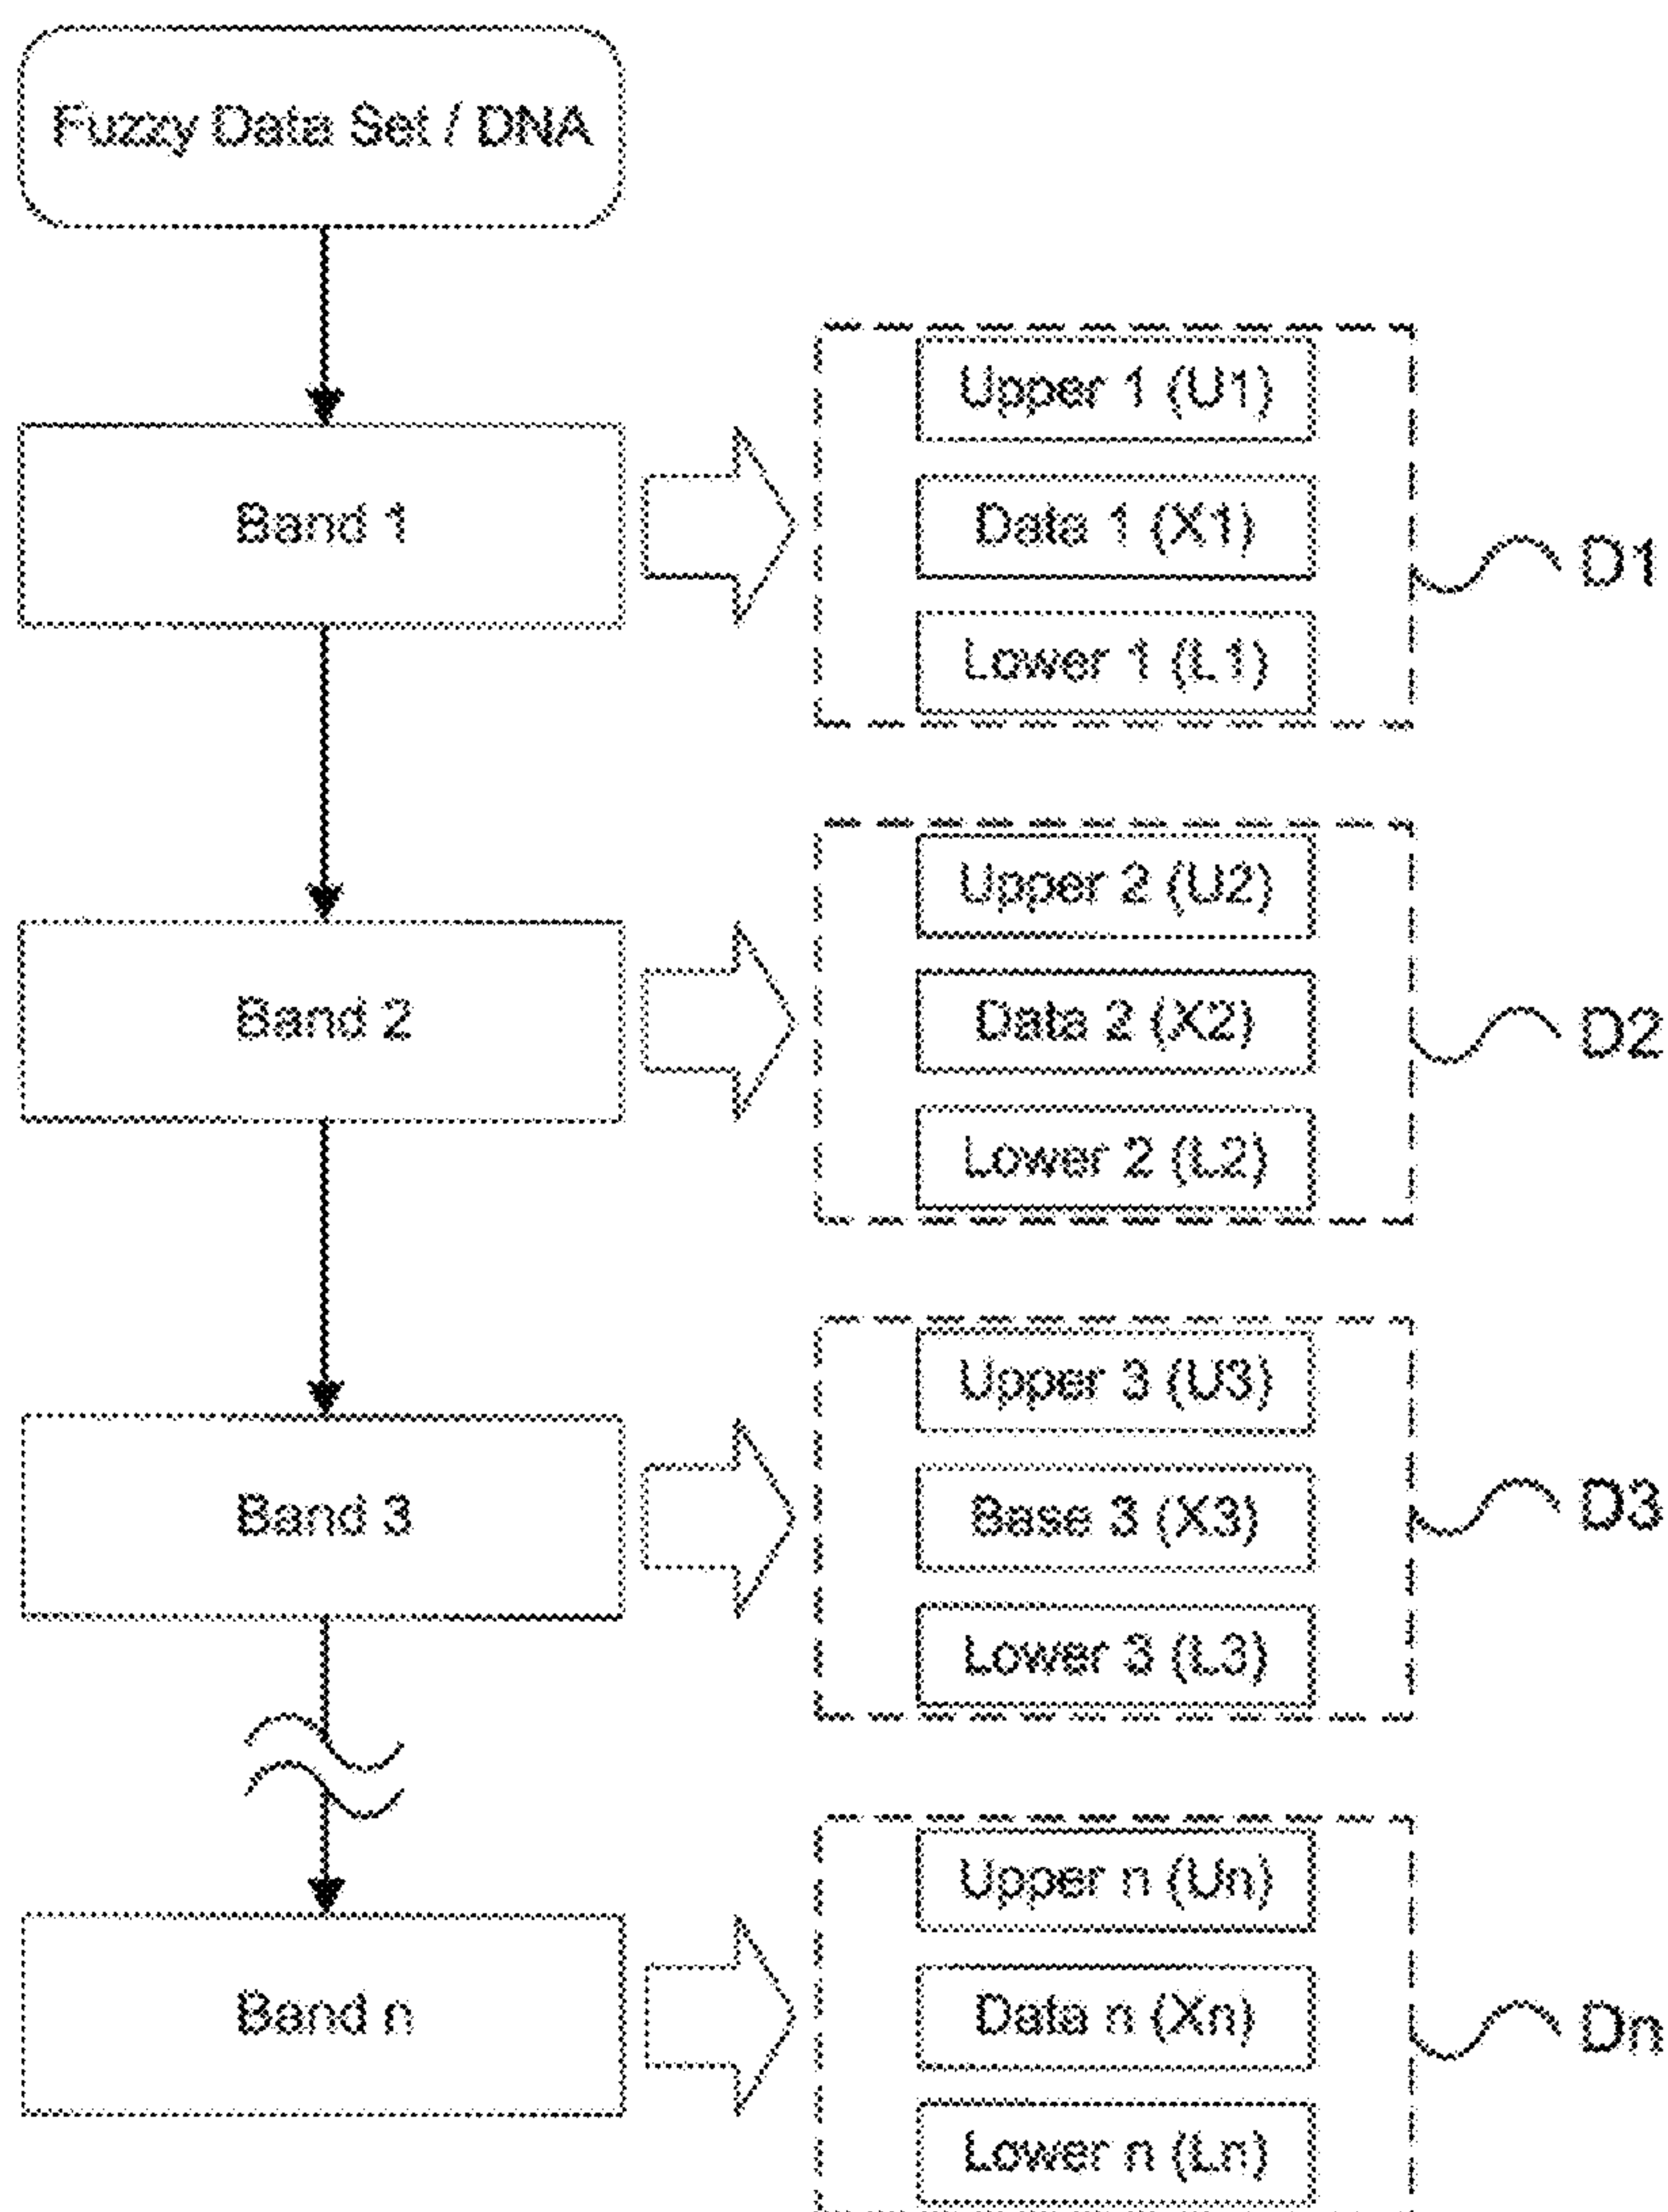 Fuzzy Data Set / DNA
Upper 1 (U1)
Band 1
Data 1 (X1)
D1
Lower 1 (L1)
Upper 2 (U2)
Band 2
Data 2 (X2)
D2
Lower 2 (L2)
Upper 3 (U3)
Band 3
Base 3 (X3)
D3
Lower 3 (L3)
Upper n (Un)
Band n
Data n (Xn)
Dn
Lower n (Ln)